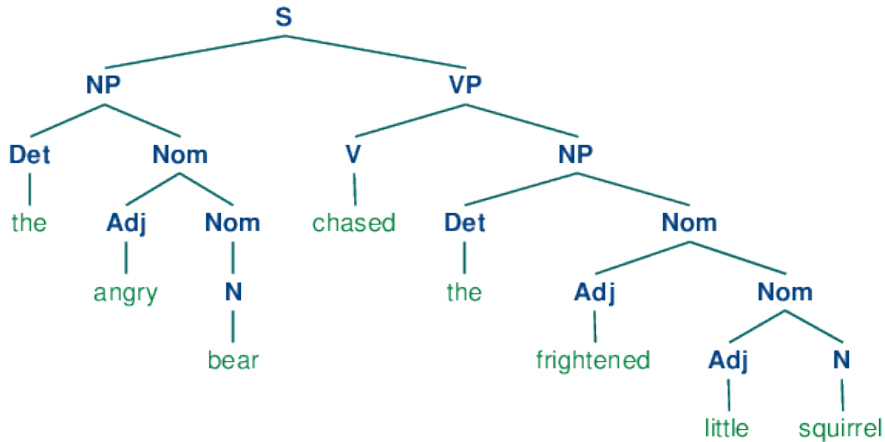 S
NP VP
Det Nom V NP
the Adj Nom chased Det Nom
angry N the Adj Nom
bear frightened Adj N
little squirrel